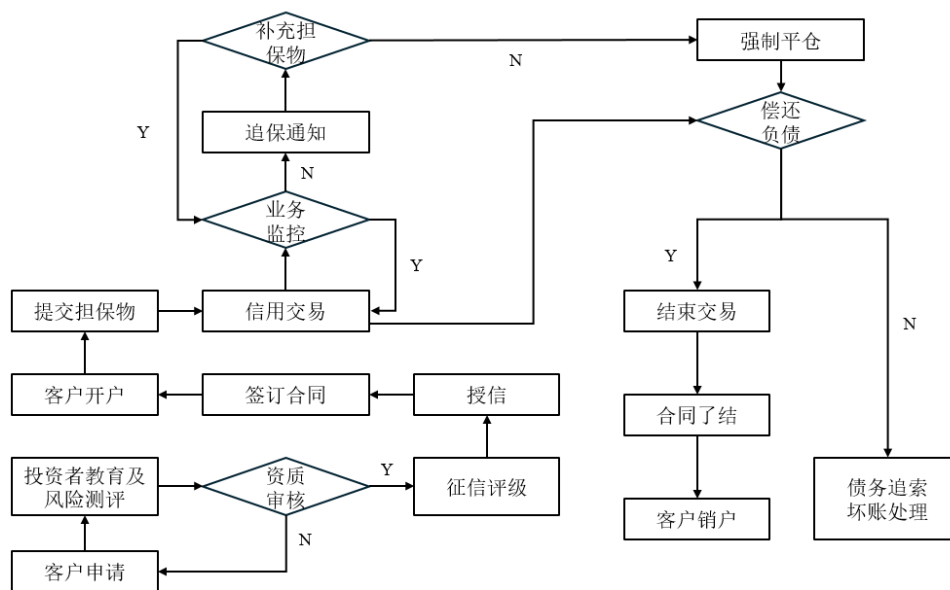 补充担
保物
N
强制平仓
偿还
负债
Y
追保通知
N
业务
监控
Y
Y
提交担保物
信用交易
结束交易
N
客户开户
签订合同
授信
合同了结
投资者教育及
风险测评
资质
审核
Y
征信评级
客户销户
债务追索
坏账处理
N
客户申请